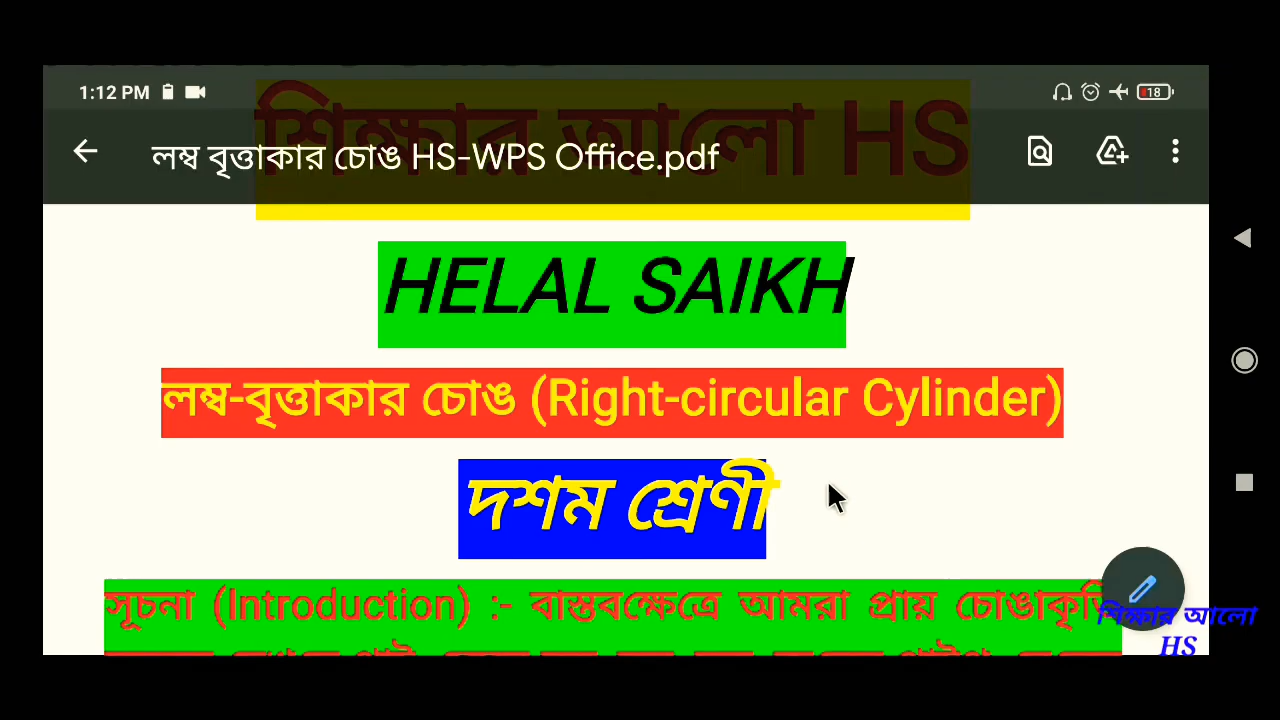 1:12 PM
18
শিক্ষার আলো HS
লম্ব বৃত্তাকার চোঙ HS-WPS Office.pdf
HELAL SAIKH
লম্ব-বৃত্তাকার চোঙ (Right-circular Cylinder)
দশম শ্রেণী
সূচনা (Introduction) :- বাস্তবক্ষেত্রে আমরা প্রায় চোঙাকৃতি
শিক্ষার আলো
HS